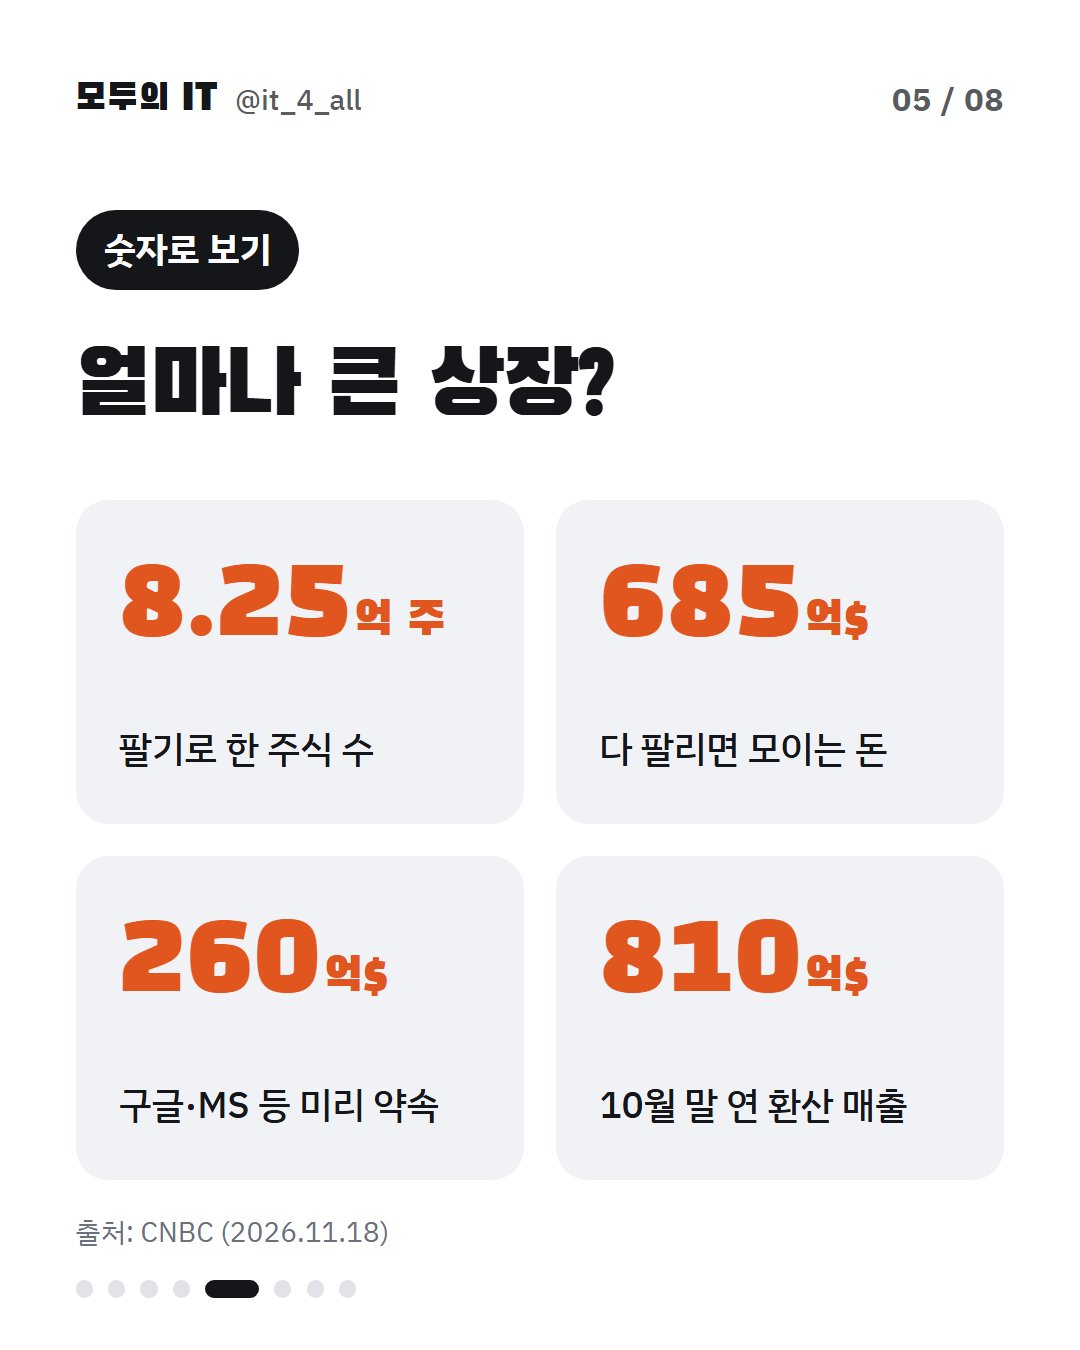 모두의 IT @it_4_all
05 / 08
숫자로 보기
얼마나 큰 상장?
8.25억 주
팔기로 한 주식 수
685억$
다 팔리면 모이는 돈
260억$
구글·MS 등 미리 약속
810억$
10월 말 연 환산 매출
출처: CNBC (2026.11.18)